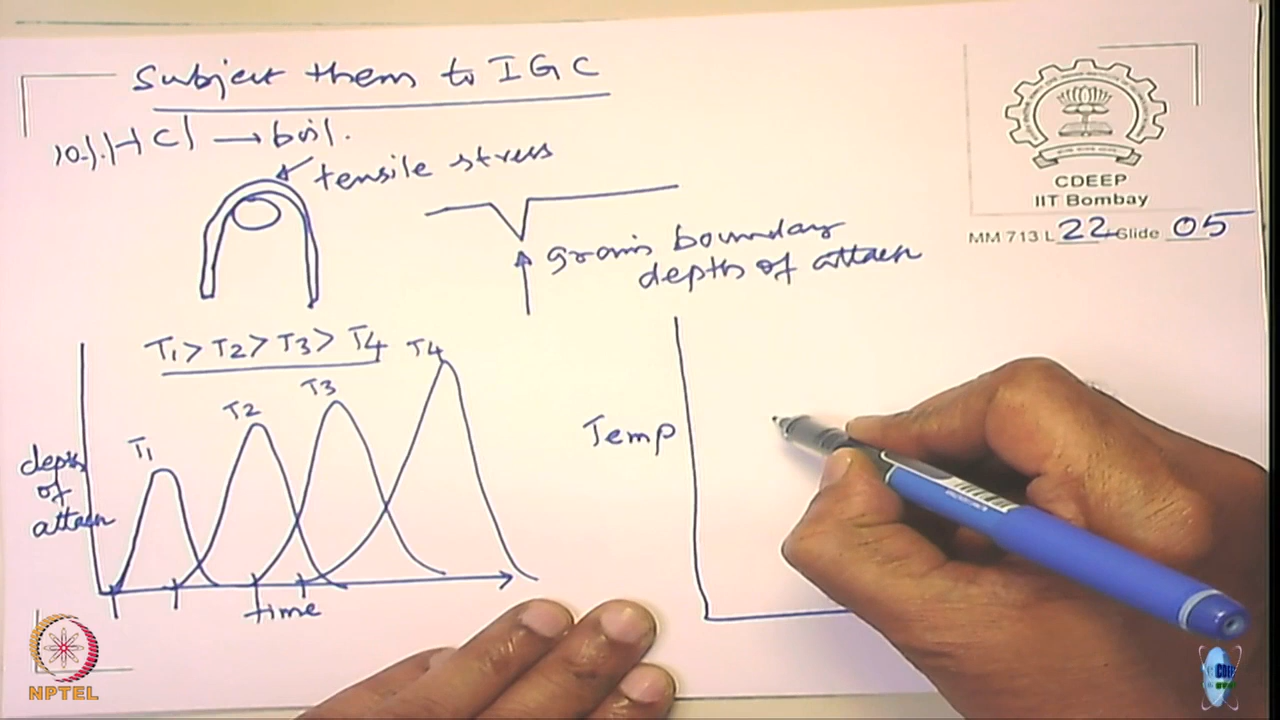 Subject them to IGC
10% HCl → boil.
tensile stress
grain boundary
depth of attack
CDEEP
IIT Bombay
MM 713 L 22 Slide 05
T1 > T2 > T3 > T4
T1
T2
T3
T4
depth
of
attack
time
Temp
NPTEL